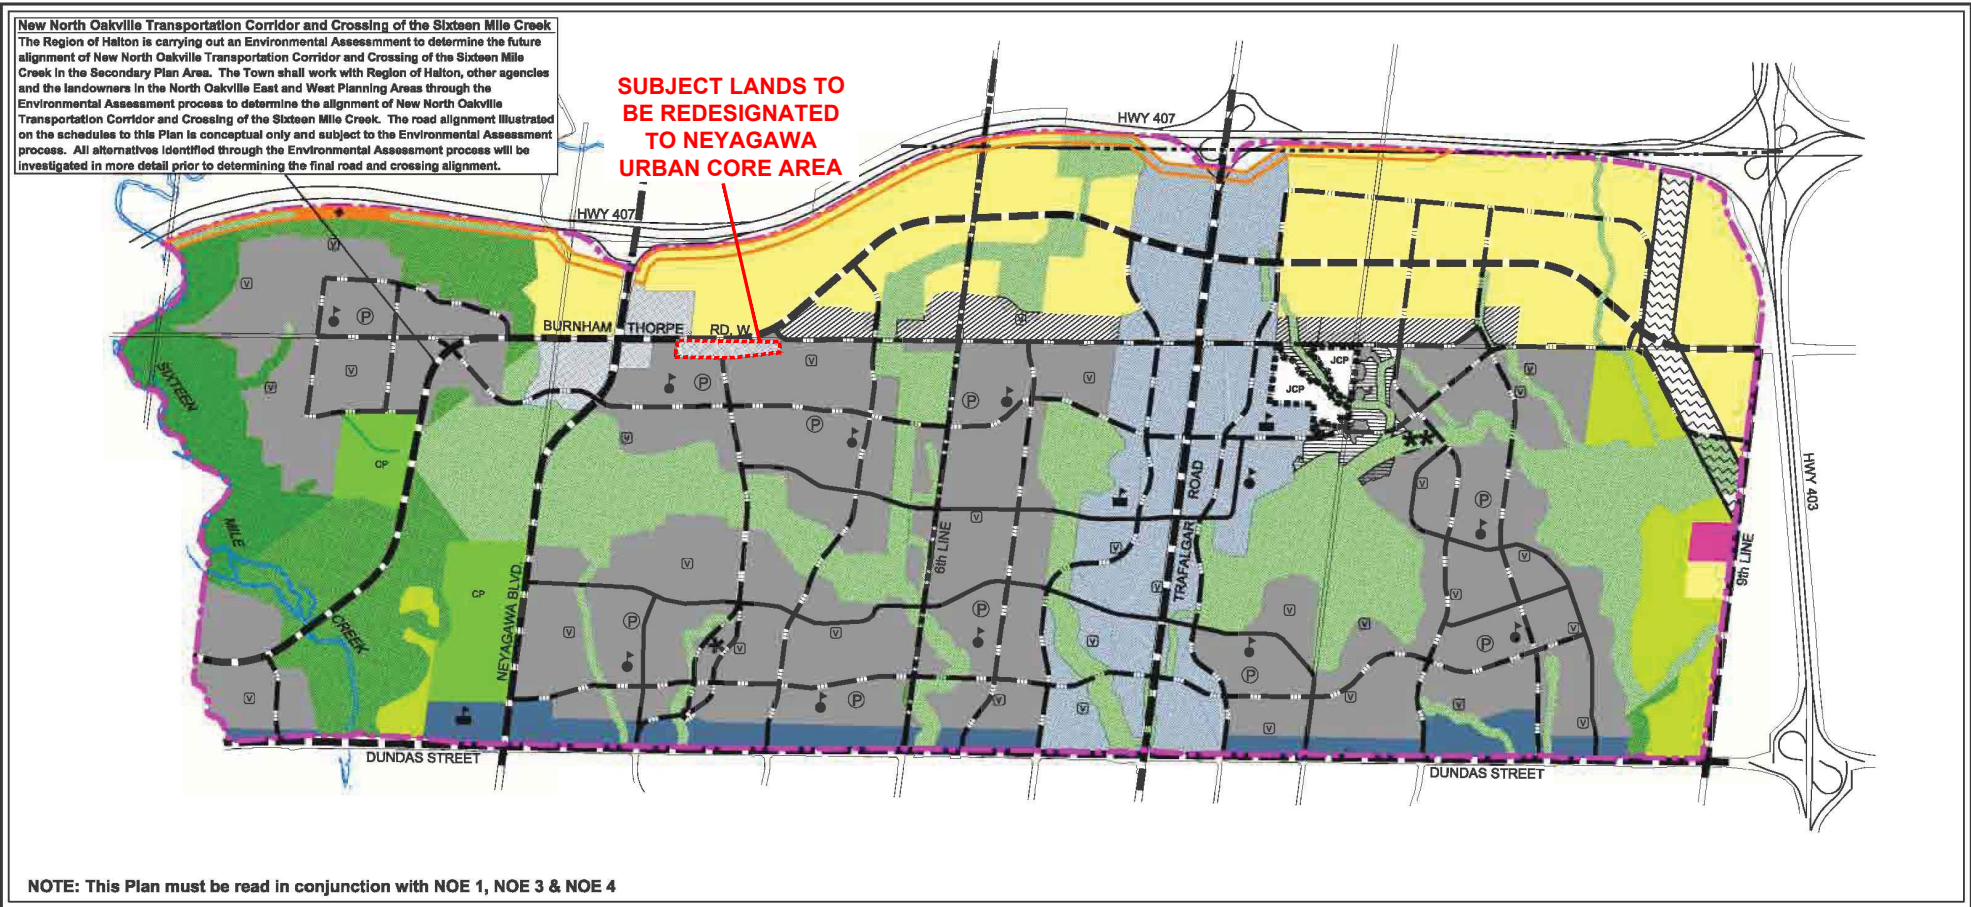 New North Oakville Transportation Corridor and Crossing of the Sixteen Mile Creek
The Region of Halton is carrying out an Environmental Assessmment to determine the future
alignment of New North Oakville Transportation Corridor and Crossing of the Sixteen Mile
Creek in the Secondary Plan Area. The Town shall work with Region of Halton, other agencies
and the landowners in the North Oakville East and West Planning Areas through the
Environmental Assessment process to determine the alignment of New North Oakville
Transportation Corridor and Crossing of the Sixteen Mile Creek. The road alignment illustrated
on the schedules to this Plan is conceptual only and subject to the Environmental Assessment
process. All alternatives identified through the Environmental Assessment process will be
investigated in more detail prior to determining the final road and crossing alignment.
SUBJECT LANDS TO
BE REDESIGNATED
TO NEYAGAWA
URBAN CORE AREA
HWY 407
HWY 407
BURNHAM THORPE RD. W.
SIXTEEN
MILE
CREEK
CP
CP
JCP
JCP
NEYAGAWA BLVD.
6th LINE
TRAFALGAR ROAD
9th LINE
HWY 403
DUNDAS STREET
DUNDAS STREET
NOTE: This Plan must be read in conjunction with NOE 1, NOE 3 & NOE 4